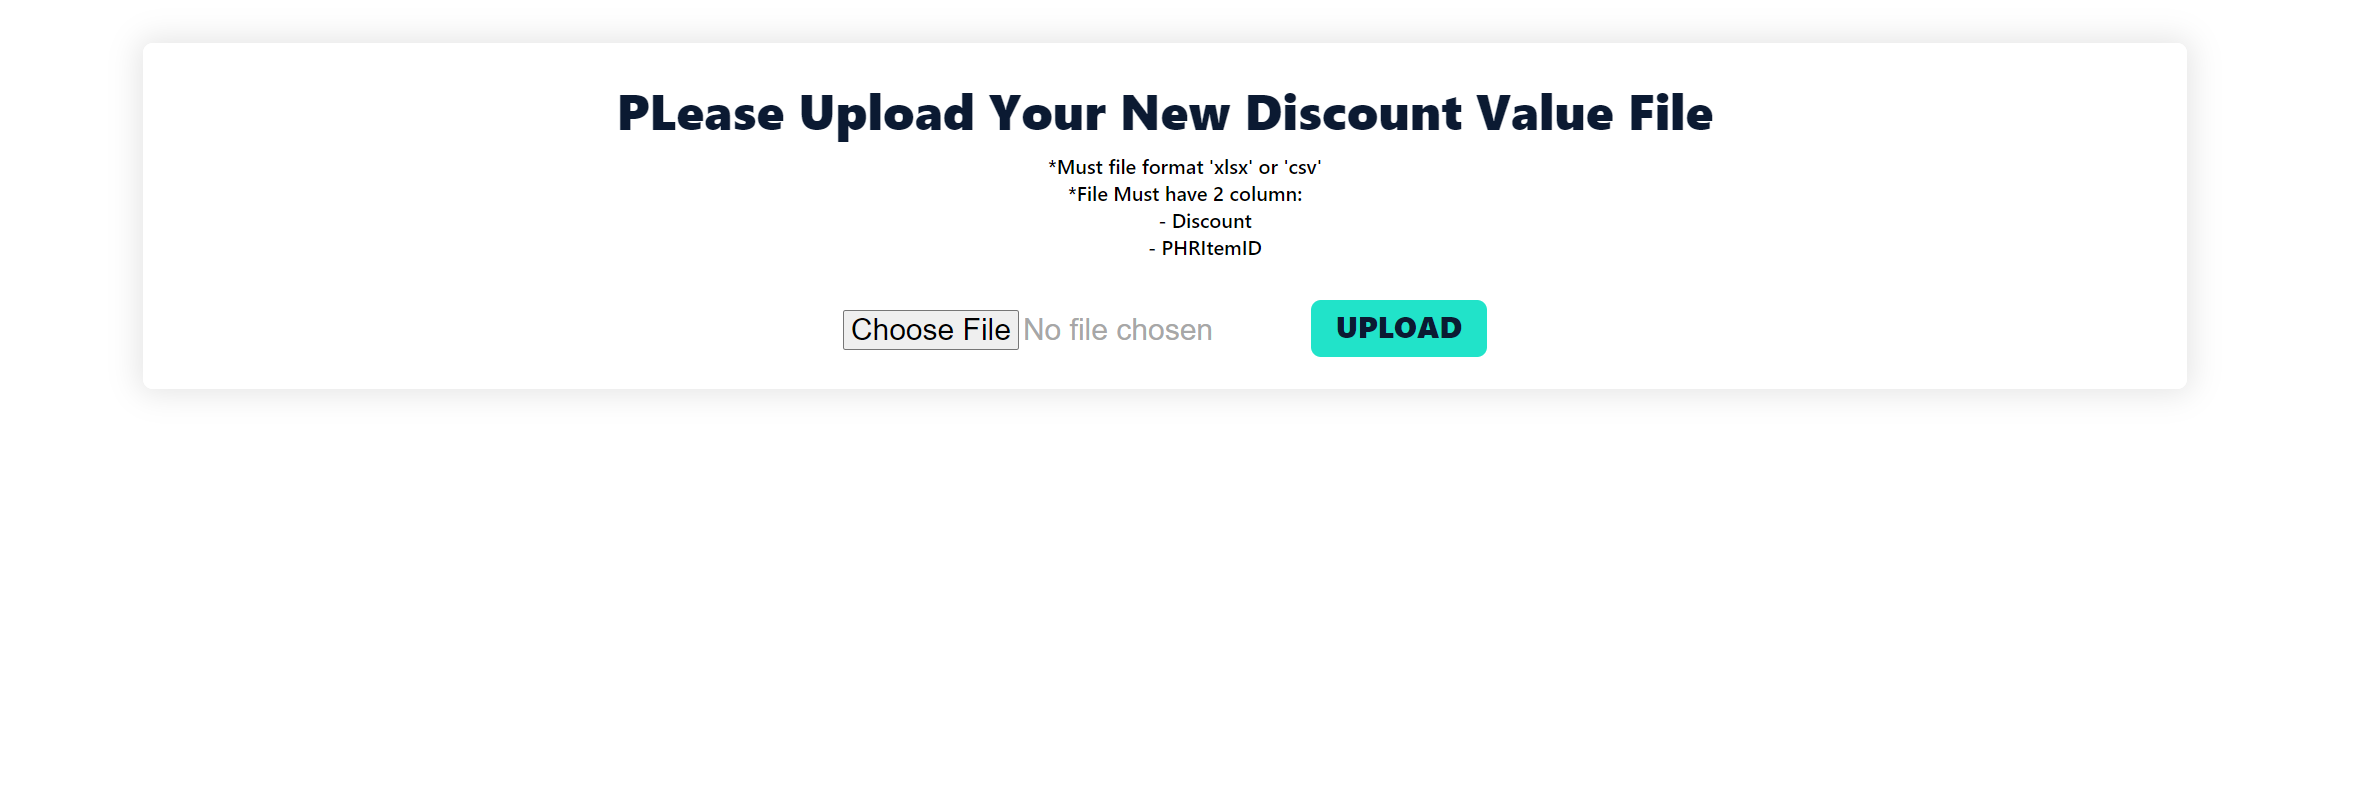 PLease Upload Your New Discount Value File
*Must file format 'xlsx' or 'csv'
*File Must have 2 column:
- Discount
- PHRItemID
Choose File No file chosen UPLOAD